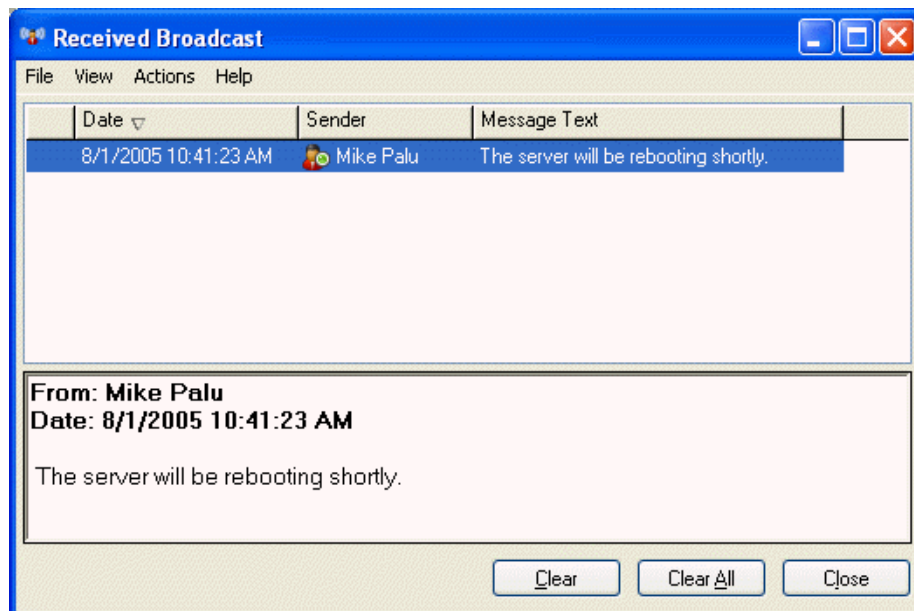 Received Broadcast
File View Actions Help
Date Sender Message Text
8/1/2005 10:41:23 AM Mike Palu The server will be rebooting shortly.
From: Mike Palu
Date: 8/1/2005 10:41:23 AM
The server will be rebooting shortly.
Clear Clear All Close